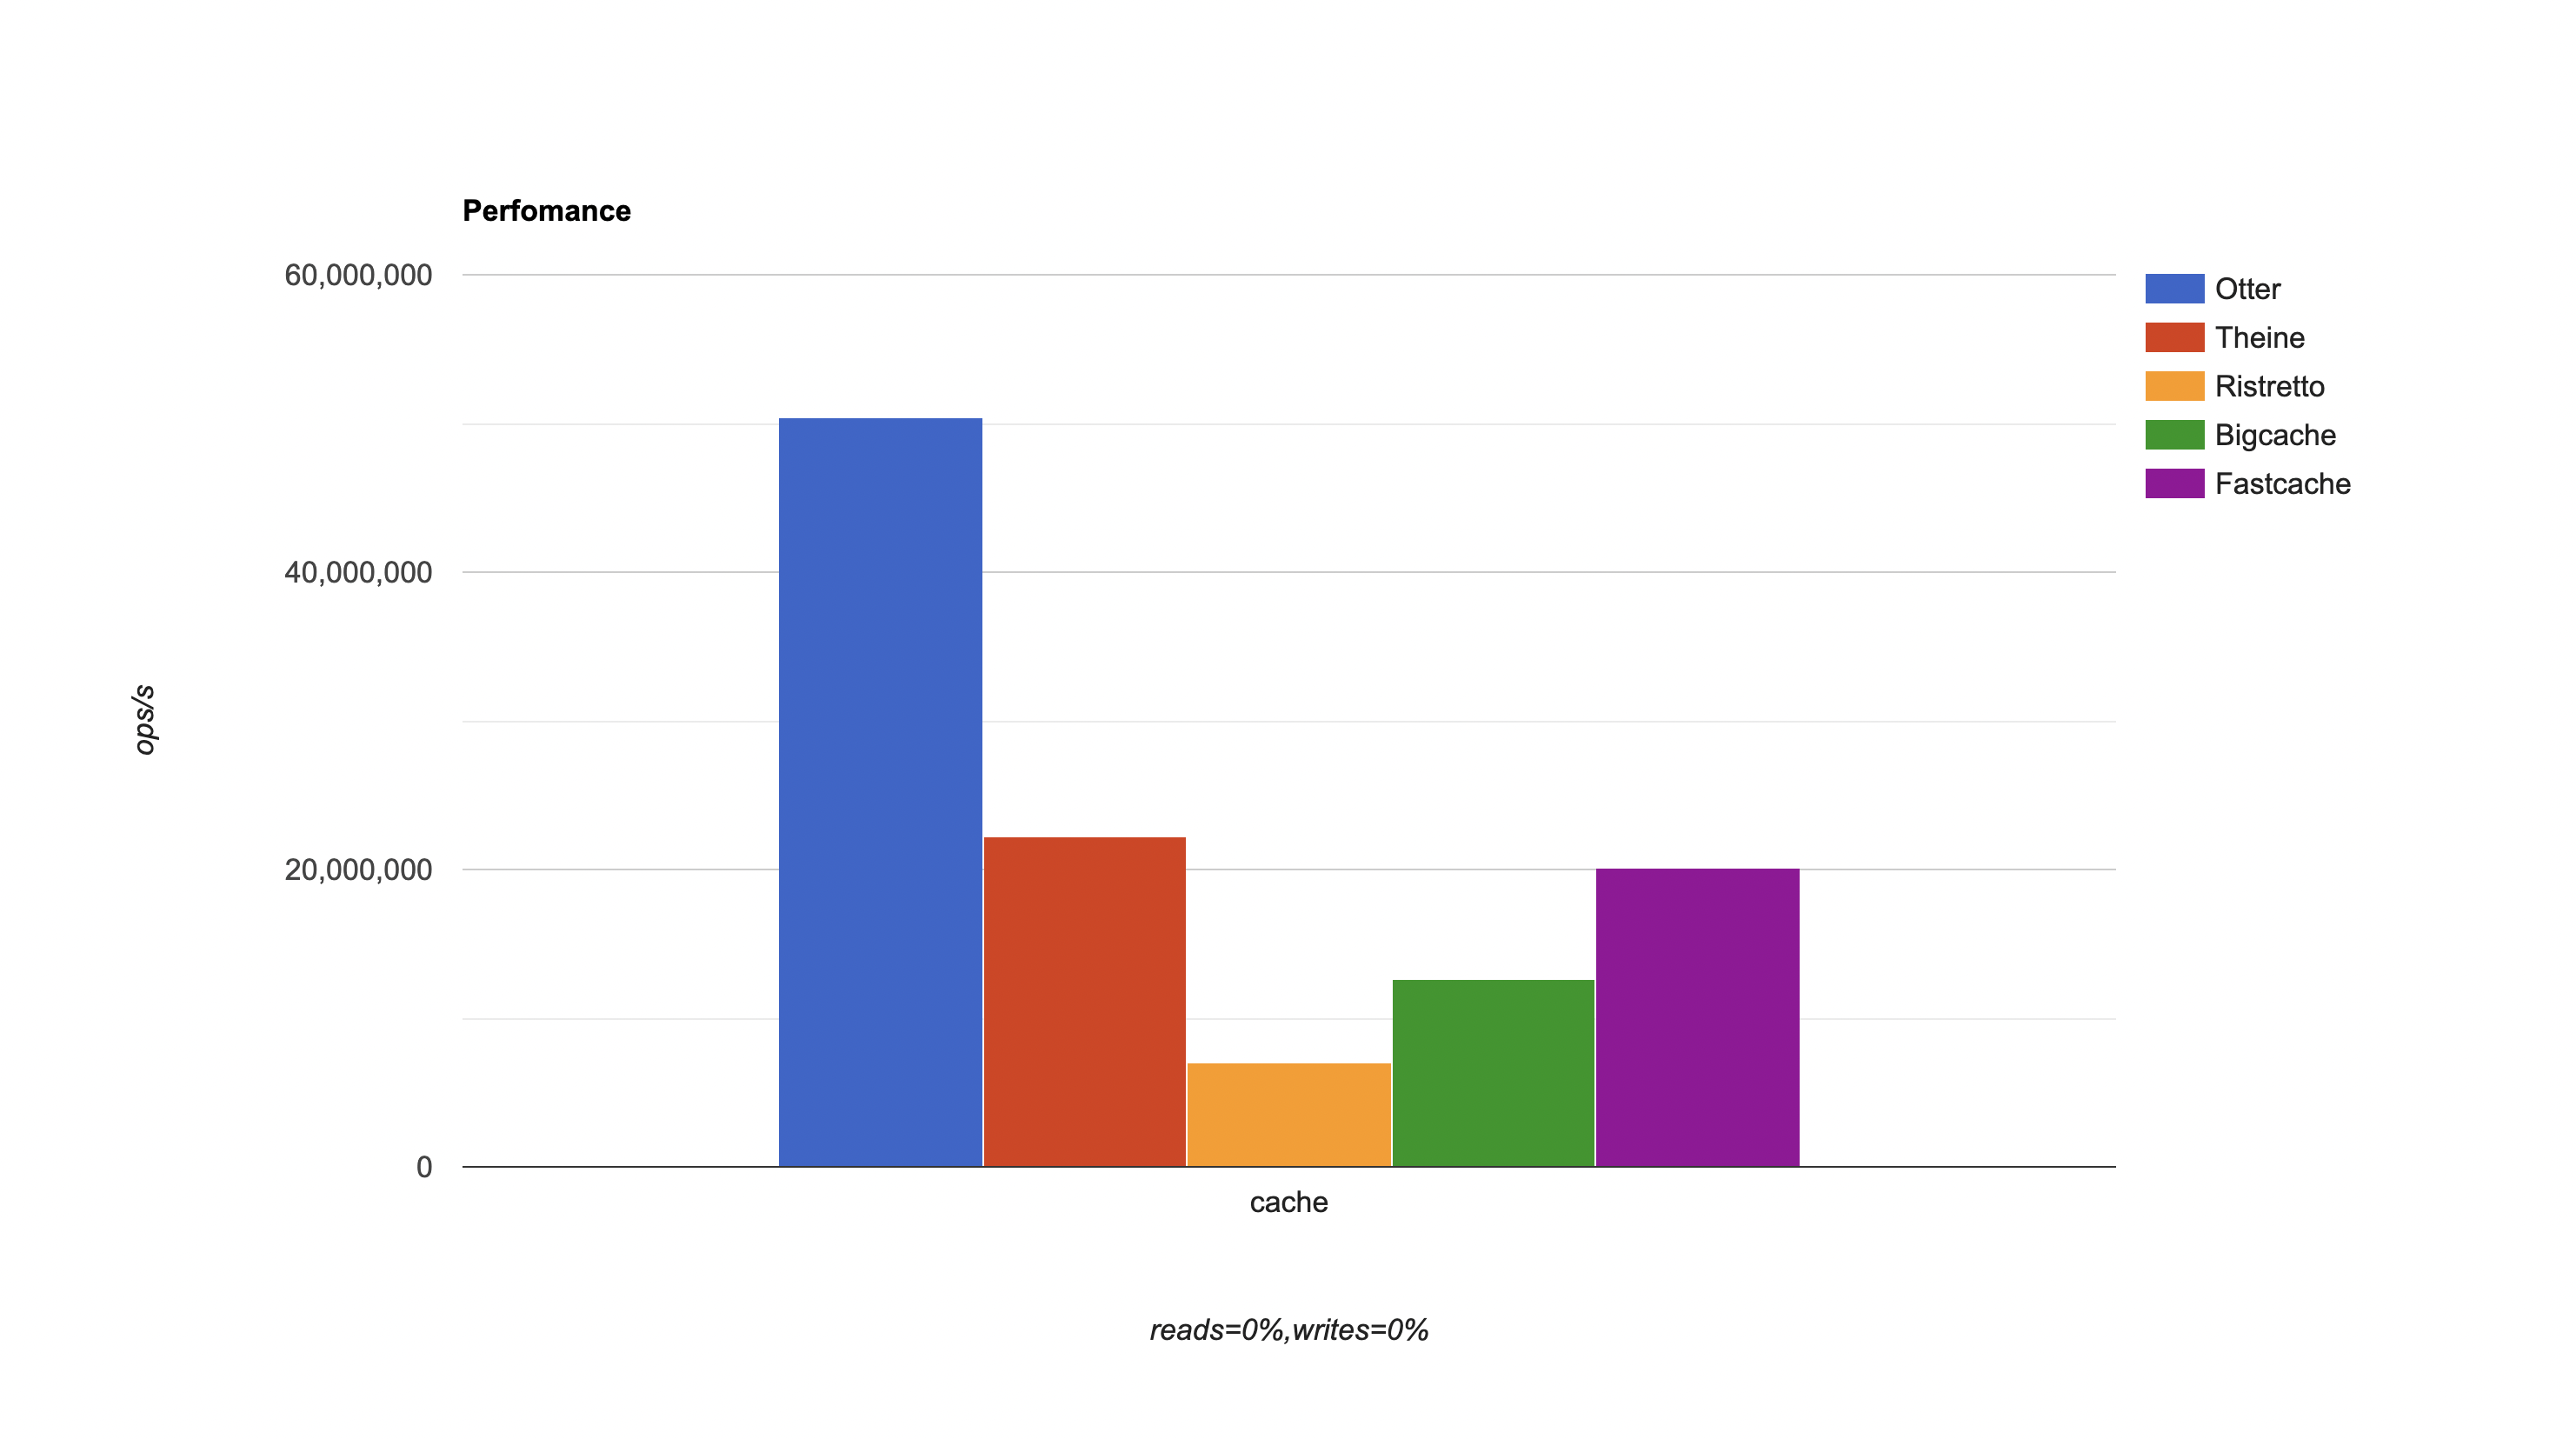 Perfomance
60,000,000
40,000,000
20,000,000
0
ops/s
cache
reads=0%,writes=0%
Otter
Theine
Ristretto
Bigcache
Fastcache